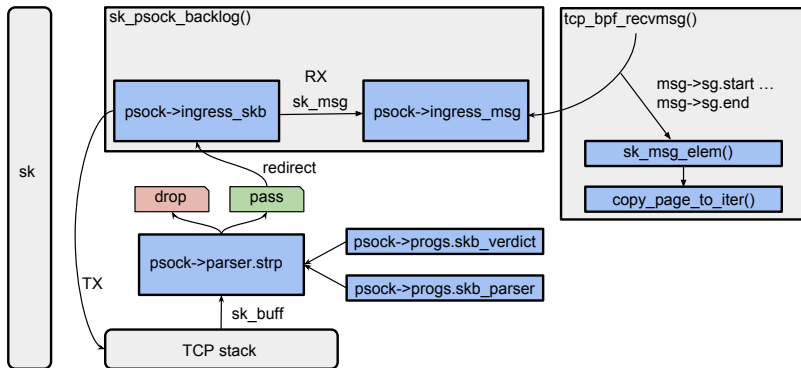 sk_psock_backlog()
tcp_bpf_recvmsg()
RX
sk_msg
psock->ingress_skb
psock->ingress_msg
msg->sg.start …
msg->sg.end
sk_msg_elem()
copy_page_to_iter()
sk
redirect
drop
pass
psock->parser.strp
psock->progs.skb_verdict
psock->progs.skb_parser
TX
sk_buff
TCP stack